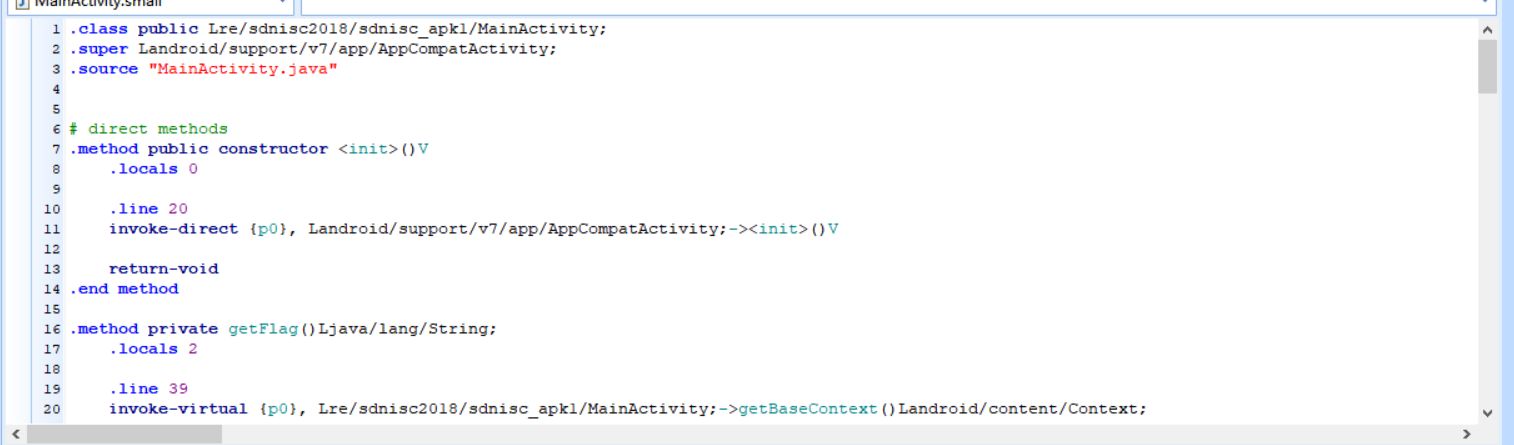 MainActivity.smali
1 .class public Lre/sdnisc2018/sdnisc_apk1/MainActivity;
2 .super Landroid/support/v7/app/AppCompatActivity;
3 .source "MainActivity.java"
4
5
6 # direct methods
7 .method public constructor <init>()V
8 .locals 0
9
10 .line 20
11 invoke-direct {p0}, Landroid/support/v7/app/AppCompatActivity;-><init>()V
12
13 return-void
14 .end method
15
16 .method private getFlag()Ljava/lang/String;
17 .locals 2
18
19 .line 39
20 invoke-virtual {p0}, Lre/sdnisc2018/sdnisc_apk1/MainActivity;->getBaseContext()Landroid/content/Context;